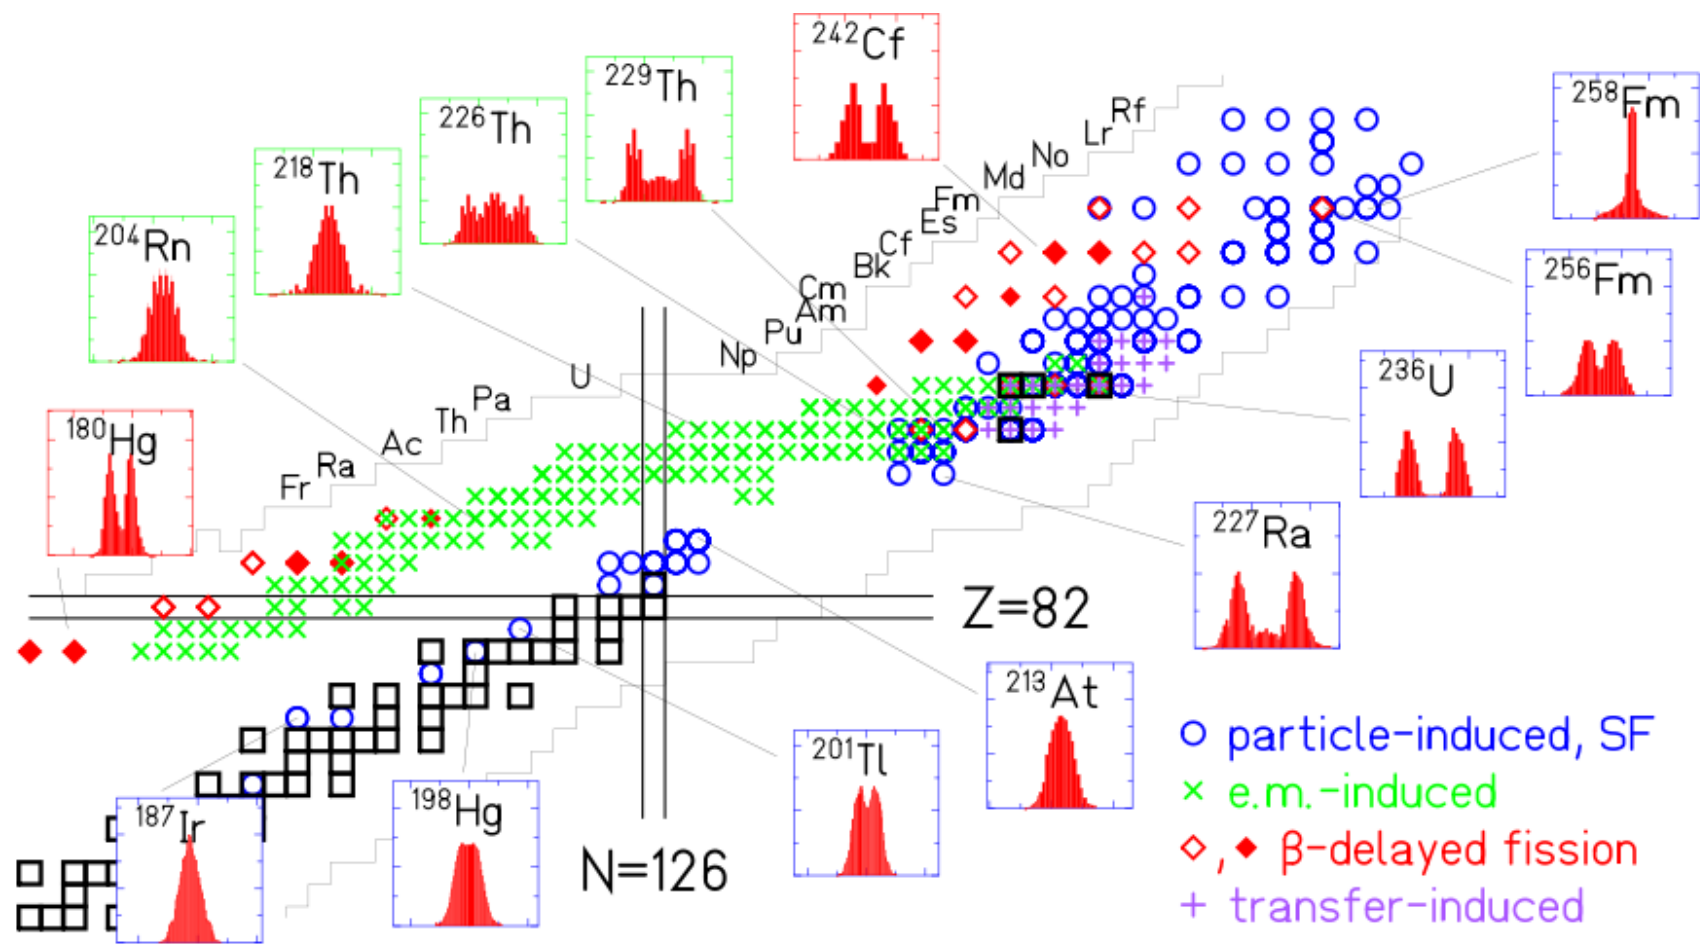 242Cf
258Fm
229Th
226Th
218Th
204Rn
180Hg
Rf
Lr
No
Md
Fm
Es
Cf
Bk
Cm
Am
Pu
Np
U
Pa
Th
Ac
Ra
Fr
256Fm
236U
227Ra
Z=82
213At
201Tl
198Hg
187Ir
N=126
particle-induced, SF
e.m.-induced
, β-delayed fission
transfer-induced